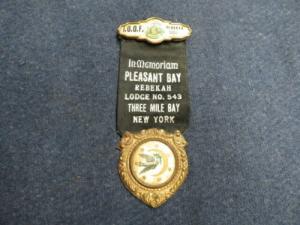 I.O.O.F.
In Memoriam
PLEASANT BAY
REBEKAH
LODGE NO. 543
THREE MILE BAY
NEW YORK